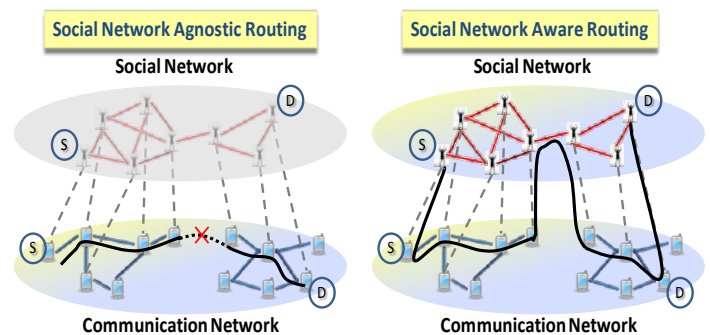 Social Network Agnostic Routing
Social Network Aware Routing
Social Network
Social Network
D
D
S
S
S
S
D
D
Communication Network
Communication Network